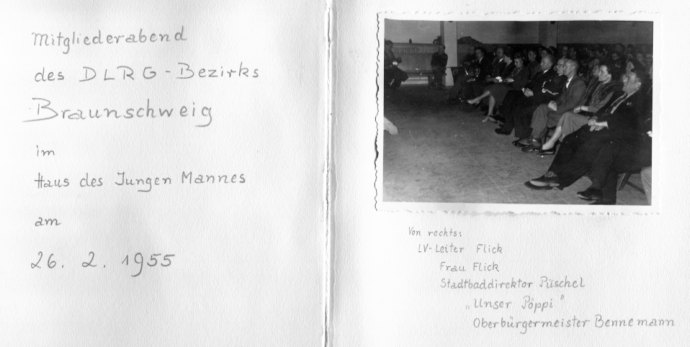 Mitgliederabend
des DLRG-Bezirks
Braunschweig
im
Haus des Jungen Mannes
am
26. 2. 1955
Von rechts:
LV-Leiter Flick
Frau Flick
Stadtbaddirektor Püschel
„Unser Pöppi"
Oberbürgermeister Bennemann